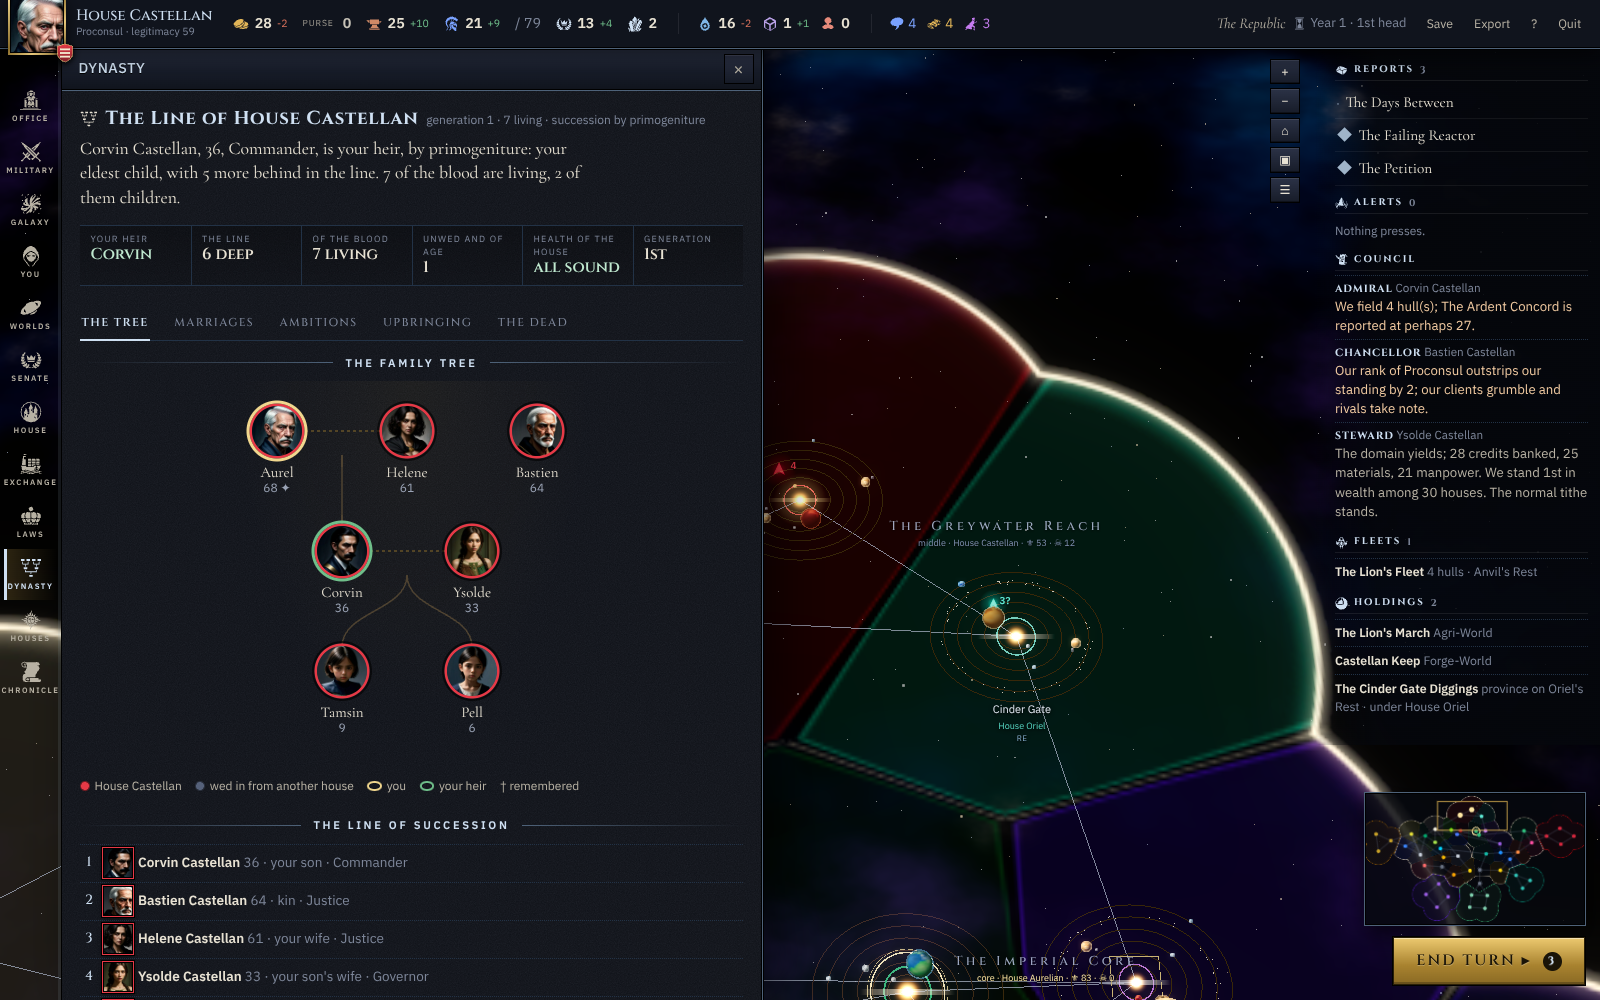 HOUSE CASTELLAN
Proconsul · legitimacy 59
28 -2 PURSE 0 25 +10 21 +9 / 79 13 +4 2 16 -2 1 +1 0 4 4 3
The Republic Year 1 · 1st head Save Export ? Quit
OFFICE
MILITARY
GALAXY
YOU
WORLDS
SENATE
HOUSE
EXCHANGE
LAWS
DYNASTY
HOUSES
CHRONICLE
DYNASTY ×
THE LINE OF HOUSE CASTELLAN generation 1 · 7 living · succession by primogeniture
Corvin Castellan, 36, Commander, is your heir, by primogeniture: your
eldest child, with 5 more behind in the line. 7 of the blood are living, 2 of
them children.
YOUR HEIR
CORVIN
THE LINE
6 DEEP
OF THE BLOOD
7 LIVING
UNWED AND OF
AGE
1
HEALTH OF THE
HOUSE
ALL SOUND
GENERATION
1ST
THE TREE MARRIAGES AMBITIONS UPBRINGING THE DEAD
THE FAMILY TREE
Aurel Helene Bastien
68 ✦ 61 64
Corvin Ysolde
36 33
Tamsin Pell
9 6
House Castellan wed in from another house you your heir † remembered
THE LINE OF SUCCESSION
1 Corvin Castellan 36 · your son · Commander
2 Bastien Castellan 64 · kin · Justice
3 Helene Castellan 61 · your wife · Justice
4 Ysolde Castellan 33 · your son's wife · Governor
4
THE GREYWATER REACH
middle · House Castellan · ⚜ 53 · ☠ 12
3?
Cinder Gate
House Oriel
RE
THE IMPERIAL CORE
core · House Aurelian · ⚜ 83 · ☠ 0
+
−
⌂
▣
☰
REPORTS 3
· The Days Between
The Failing Reactor
The Petition
ALERTS 0
Nothing presses.
COUNCIL
ADMIRAL Corvin Castellan
We field 4 hull(s); The Ardent Concord is
reported at perhaps 27.
CHANCELLOR Bastien Castellan
Our rank of Proconsul outstrips our
standing by 2; our clients grumble and
rivals take note.
STEWARD Ysolde Castellan
The domain yields; 28 credits banked, 25
materials, 21 manpower. We stand 1st in
wealth among 30 houses. The normal tithe
stands.
FLEETS 1
The Lion's Fleet 4 hulls · Anvil's Rest
HOLDINGS 2
The Lion's March Agri-World
Castellan Keep Forge-World
The Cinder Gate Diggings province on Oriel's
Rest · under House Oriel
END TURN ▸ 3